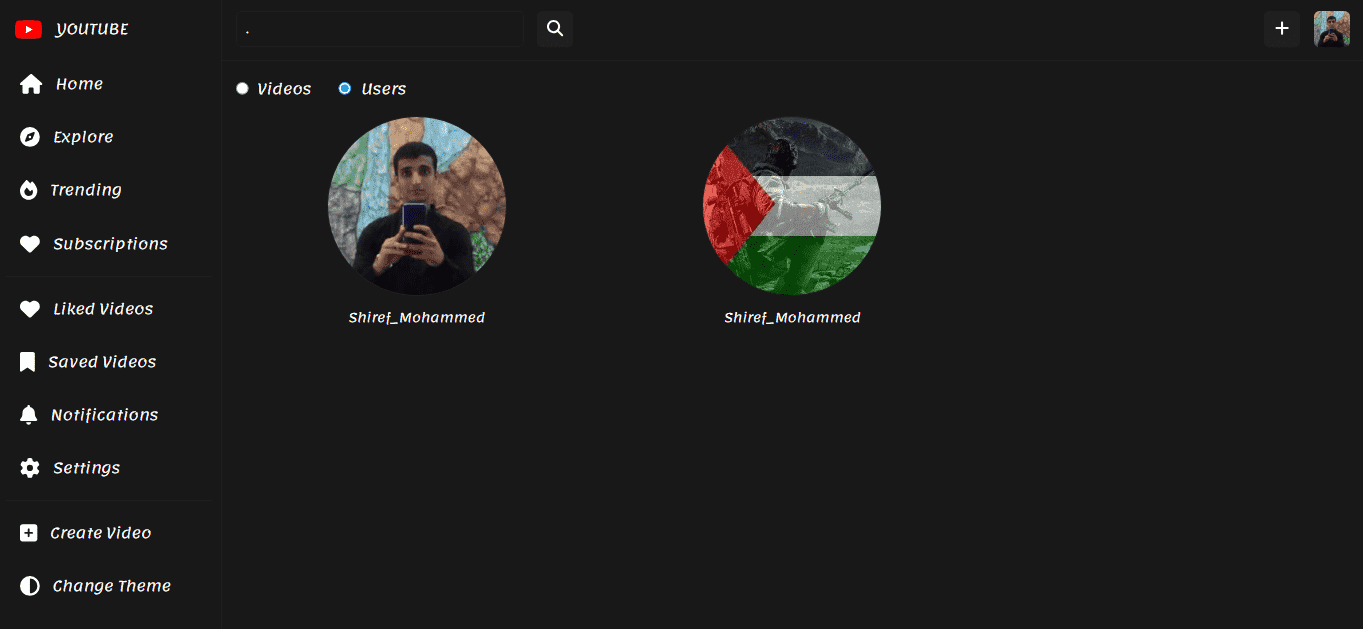 YOUTUBE
.
Home
Explore
Trending
Subscriptions
Liked Videos
Saved Videos
Notifications
Settings
Create Video
Change Theme
Videos
Users
Shiref_Mohammed
Shiref_Mohammed